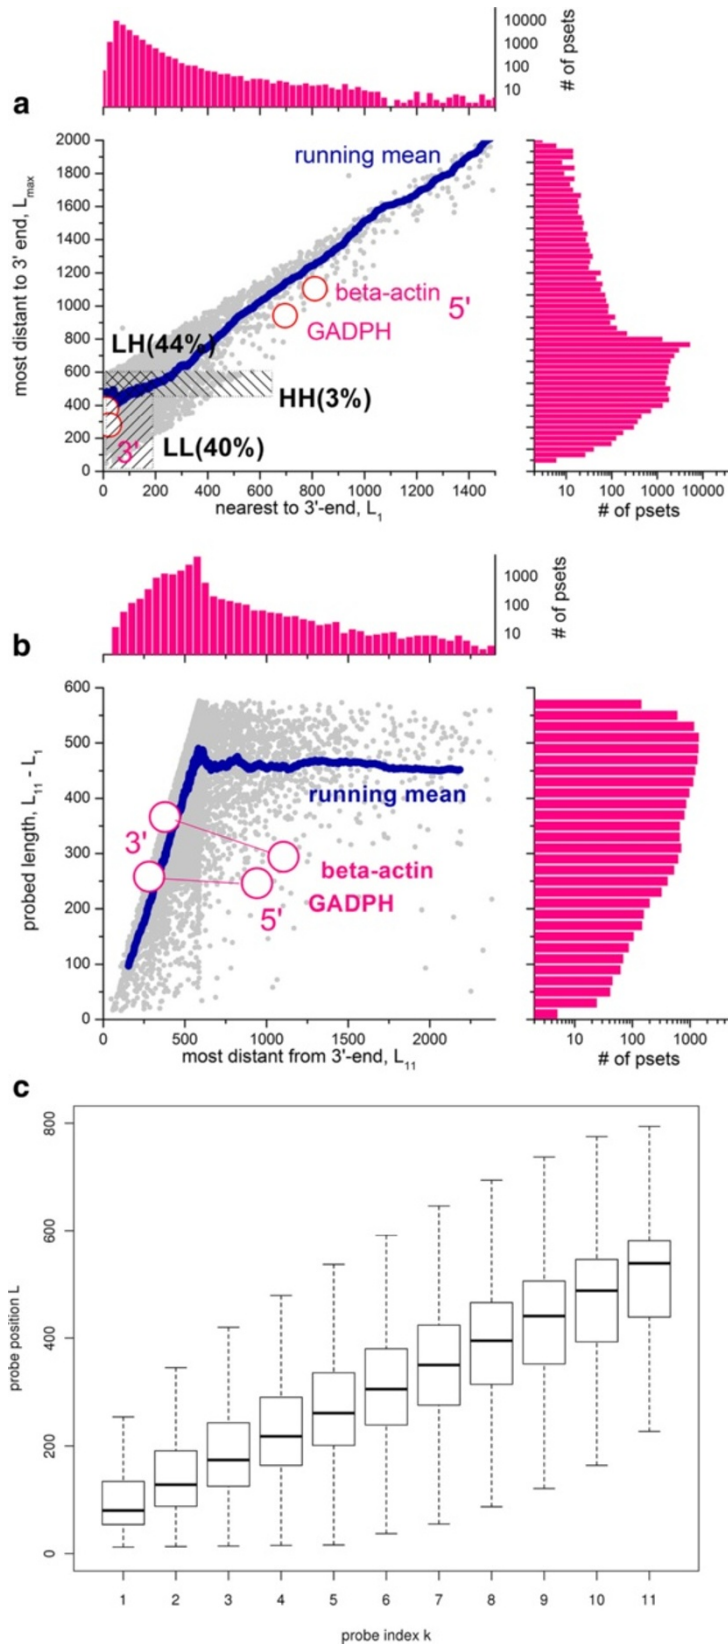 a
10000
1000
100
10
# of psets
2000
1800
1600
1400
1200
1000
800
600
400
200
0
most distant to 3' end, Lmax
running mean
beta-actin
5'
GADPH
LH(44%)
HH(3%)
3'
LL(40%)
0 200 400 600 800 1000 1200 1400
nearest to 3'-end, L1
10 100 1000 10000
# of psets
b
1000
100
10
# of psets
600
500
400
300
200
100
0
probed length, L11 - L1
running mean
3'
beta-actin
GADPH
5'
0 500 1000 1500 2000
most distant from 3'-end, L11
10 100 1000
# of psets
c
800
600
400
200
0
probe position L
1 2 3 4 5 6 7 8 9 10 11
probe index k